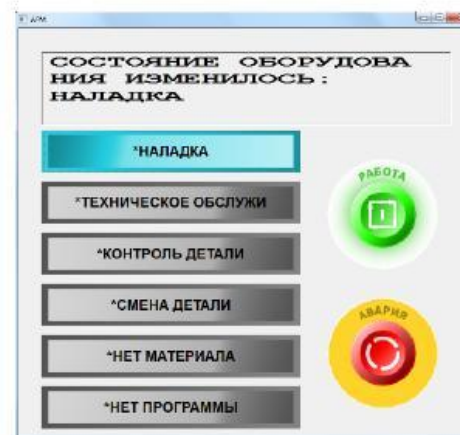 АРМ
СОСТОЯНИЕ ОБОРУДОВА
НИЯ ИЗМЕНИЛОСЬ:
НАЛАДКА
*НАЛАДКА
РАБОТА
*ТЕХНИЧЕСКОЕ ОБСЛУЖИ
*КОНТРОЛЬ ДЕТАЛИ
*СМЕНА ДЕТАЛИ
АВАРИЯ
*НЕТ МАТЕРИАЛА
*НЕТ ПРОГРАММЫ